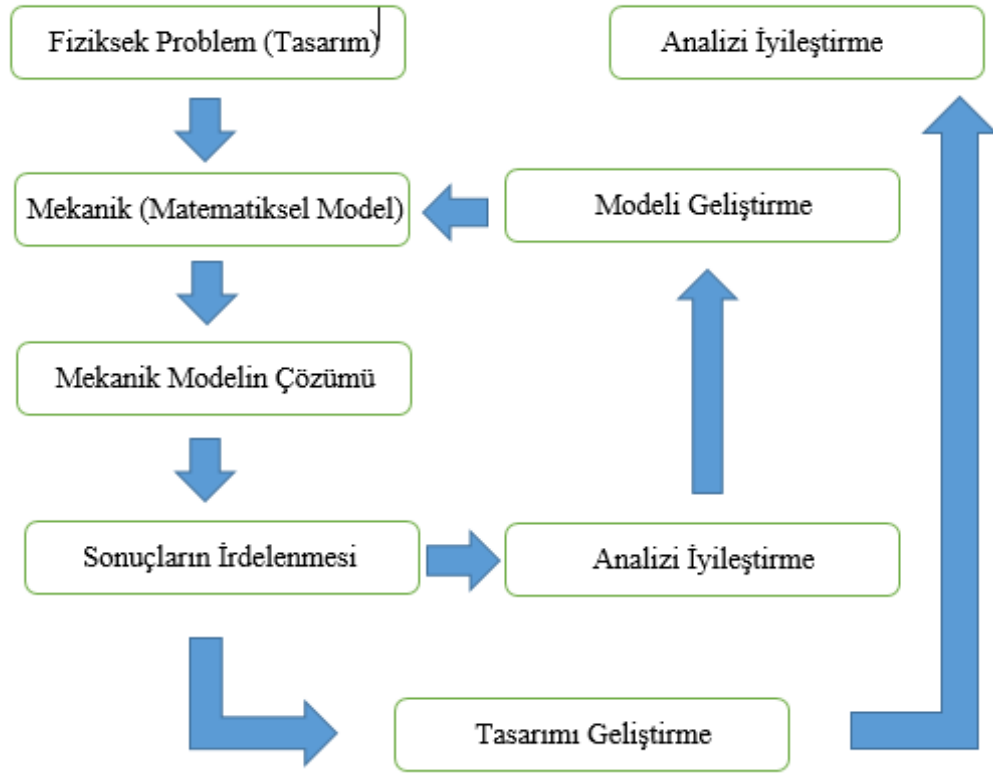 Fiziksek Problem (Tasarım)
Analizi İyileştirme
Mekanik (Matematiksel Model)
Modeli Geliştirme
Mekanik Modelin Çözümü
Sonuçların İrdelenmesi
Analizi İyileştirme
Tasarımı Geliştirme